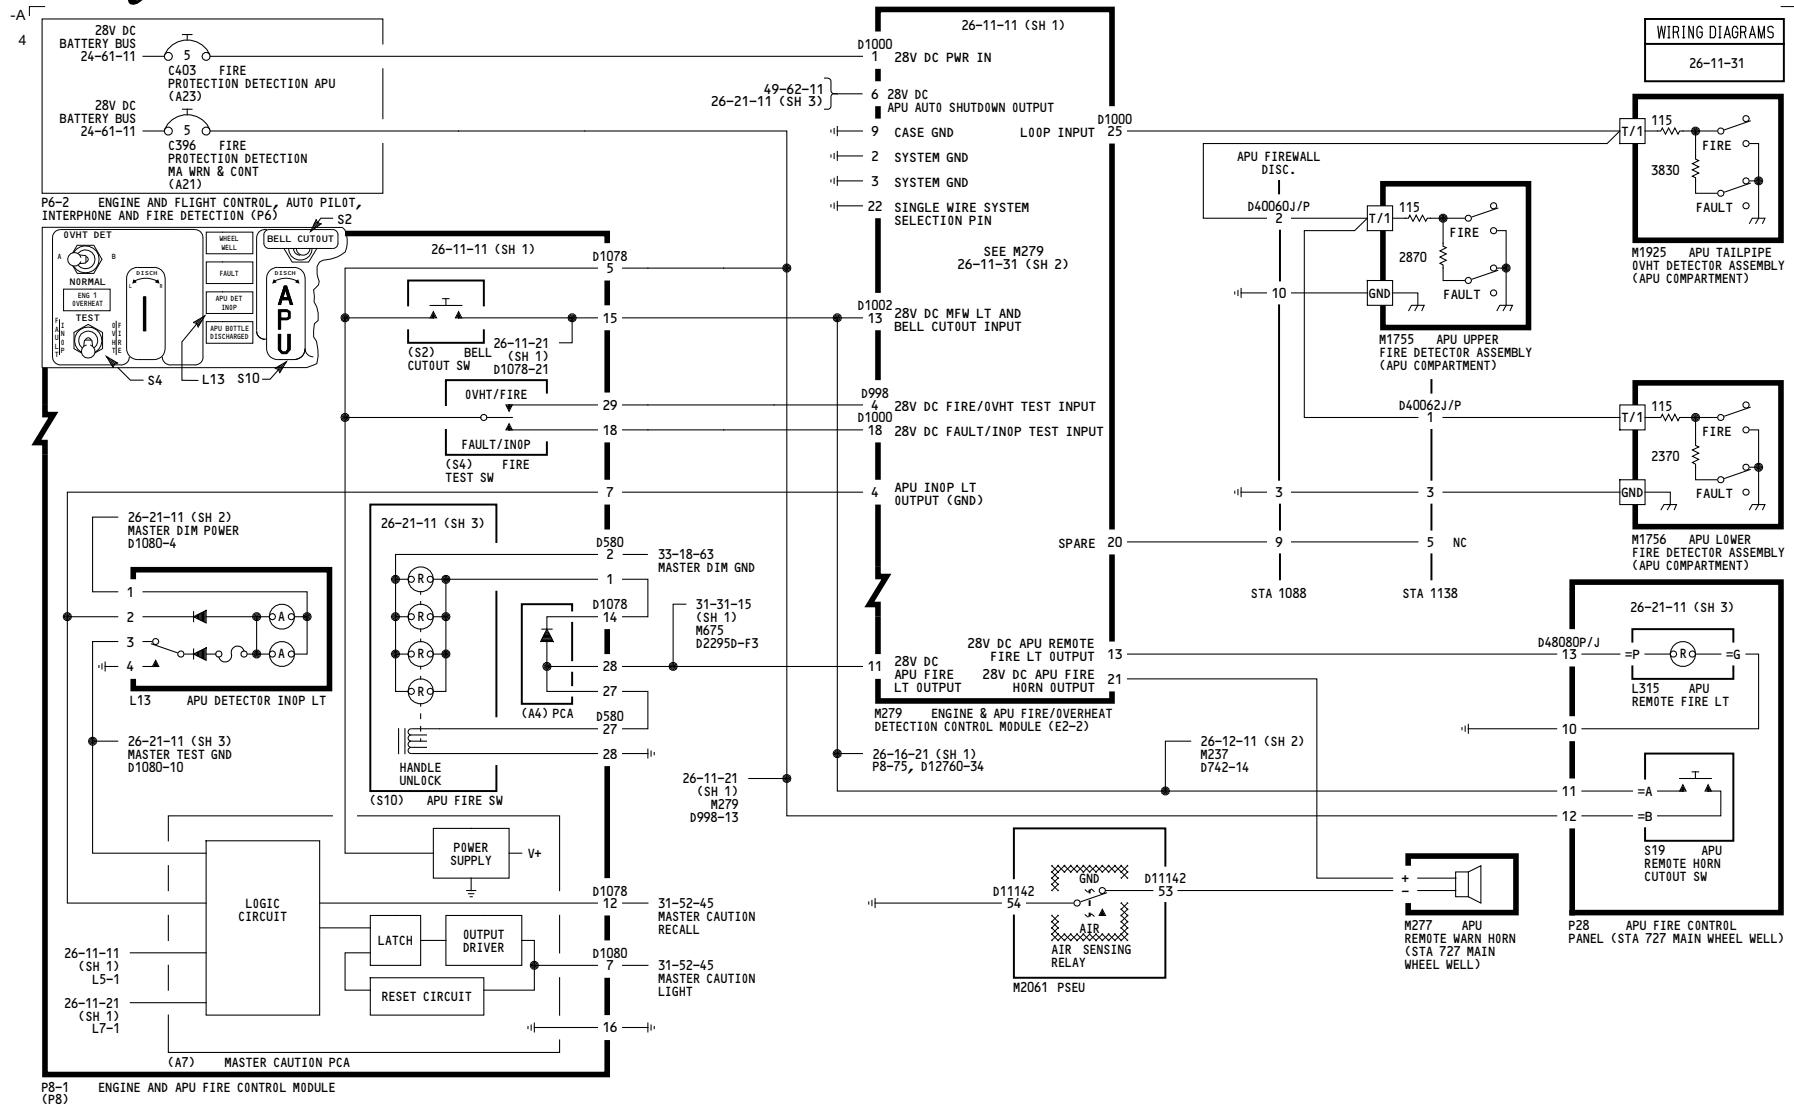 -A
4
28V DC
BATTERY BUS
24-61-11
5
C403 FIRE
PROTECTION DETECTION APU
(A23)
28V DC
BATTERY BUS
24-61-11
5
C396 FIRE
PROTECTION DETECTION
MA WRN & CONT
(A21)
P6-2 ENGINE AND FLIGHT CONTROL, AUTO PILOT,
INTERPHONE AND FIRE DETECTION (P6)
S2
OVHT DET
A B
NORMAL
ENG 1
OVERHEAT
TEST
FAULT
INOP
OVHT
FIRE
DISCH
L R
WHEEL
WELL
FAULT
APU DET
INOP
APU BOTTLE
DISCHARGED
BELL CUTOUT
DISCH
APU
S4
L13
S10
26-11-11 (SH 1)
D1078
5
15
(S2) BELL
CUTOUT SW
26-11-21
(SH 1)
D1078-21
OVHT/FIRE
29
18
FAULT/INOP
(S4) FIRE
TEST SW
7
26-21-11 (SH 2)
MASTER DIM POWER
D1080-4
1
2
3
4
A
A
L13 APU DETECTOR INOP LT
26-21-11 (SH 3)
MASTER TEST GND
D1080-10
26-21-11 (SH 3)
R
R
R
R
HANDLE
UNLOCK
(S10) APU FIRE SW
D580
2
33-18-63
MASTER DIM GND
1
D1078
14
28
27
(A4) PCA
D580
27
28
31-31-15
(SH 1)
M675
D2295D-F3
POWER
SUPPLY
V+
LOGIC
CIRCUIT
LATCH
OUTPUT
DRIVER
RESET CIRCUIT
D1078
12
31-52-45
MASTER CAUTION
RECALL
D1080
7
31-52-45
MASTER CAUTION
LIGHT
16
26-11-11
(SH 1)
L5-1
26-11-21
(SH 1)
L7-1
(A7) MASTER CAUTION PCA
P8-1 ENGINE AND APU FIRE CONTROL MODULE
(P8)
26-11-11 (SH 1)
D1000
1 28V DC PWR IN
49-62-11
26-21-11 (SH 3)
6 28V DC
APU AUTO SHUTDOWN OUTPUT
9 CASE GND
2 SYSTEM GND
3 SYSTEM GND
22 SINGLE WIRE SYSTEM
SELECTION PIN
LOOP INPUT
D1000
25
SEE M279
26-11-31 (SH 2)
D1002
13 28V DC MFW LT AND
BELL CUTOUT INPUT
D998
4 28V DC FIRE/OVHT TEST INPUT
D1000
18 28V DC FAULT/INOP TEST INPUT
4 APU INOP LT
OUTPUT (GND)
SPARE 20
28V DC APU REMOTE
FIRE LT OUTPUT 13
11 28V DC
APU FIRE
LT OUTPUT
28V DC APU FIRE
HORN OUTPUT 21
M279 ENGINE & APU FIRE/OVERHEAT
DETECTION CONTROL MODULE (E2-2)
26-16-21 (SH 1)
P8-75, D12760-34
26-11-21
(SH 1)
M279
D998-13
26-12-11 (SH 2)
M237
D742-14
D11142
54
GND
AIR
D11142
53
AIR SENSING
RELAY
M2061 PSEU
WIRING DIAGRAMS
26-11-31
APU FIREWALL
DISC.
D40060J/P
2
10
3
9
STA 1088
D40062J/P
1
3
5 NC
STA 1138
T/1
115
3830
FIRE
FAULT
M1925 APU TAILPIPE
OVHT DETECTOR ASSEMBLY
(APU COMPARTMENT)
T/1
115
2870
FIRE
FAULT
GND
M1755 APU UPPER
FIRE DETECTOR ASSEMBLY
(APU COMPARTMENT)
T/1
115
2370
FIRE
FAULT
GND
M1756 APU LOWER
FIRE DETECTOR ASSEMBLY
(APU COMPARTMENT)
26-21-11 (SH 3)
D48080P/J
13
=P
R
=G
L315 APU
REMOTE FIRE LT
10
11
=A
12
=B
S19 APU
REMOTE HORN
CUTOUT SW
P28 APU FIRE CONTROL
PANEL (STA 727 MAIN WHEEL WELL)
+
−
M277 APU
REMOTE WARN HORN
(STA 727 MAIN
WHEEL WELL)